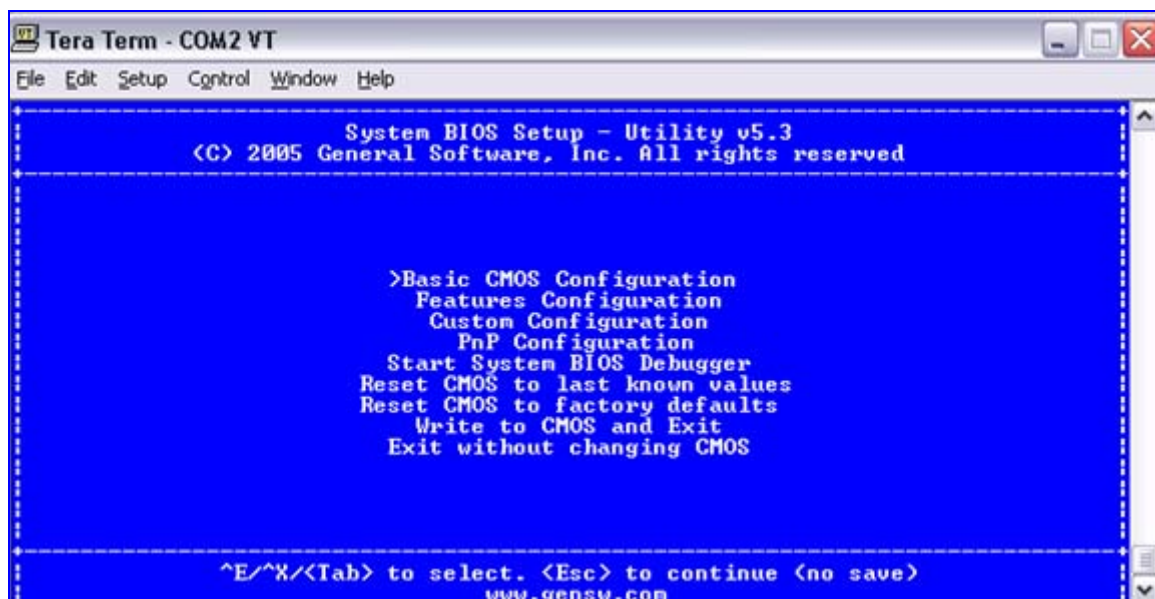 Tera Term - COM2 VT
File Edit Setup Control Window Help
System BIOS Setup - Utility v5.3
(C) 2005 General Software, Inc. All rights reserved
>Basic CMOS Configuration
Features Configuration
Custom Configuration
PnP Configuration
Start System BIOS Debugger
Reset CMOS to last known values
Reset CMOS to factory defaults
Write to CMOS and Exit
Exit without changing CMOS
^E/^X/<Tab> to select. <Esc> to continue (no save)
www.gensw.com